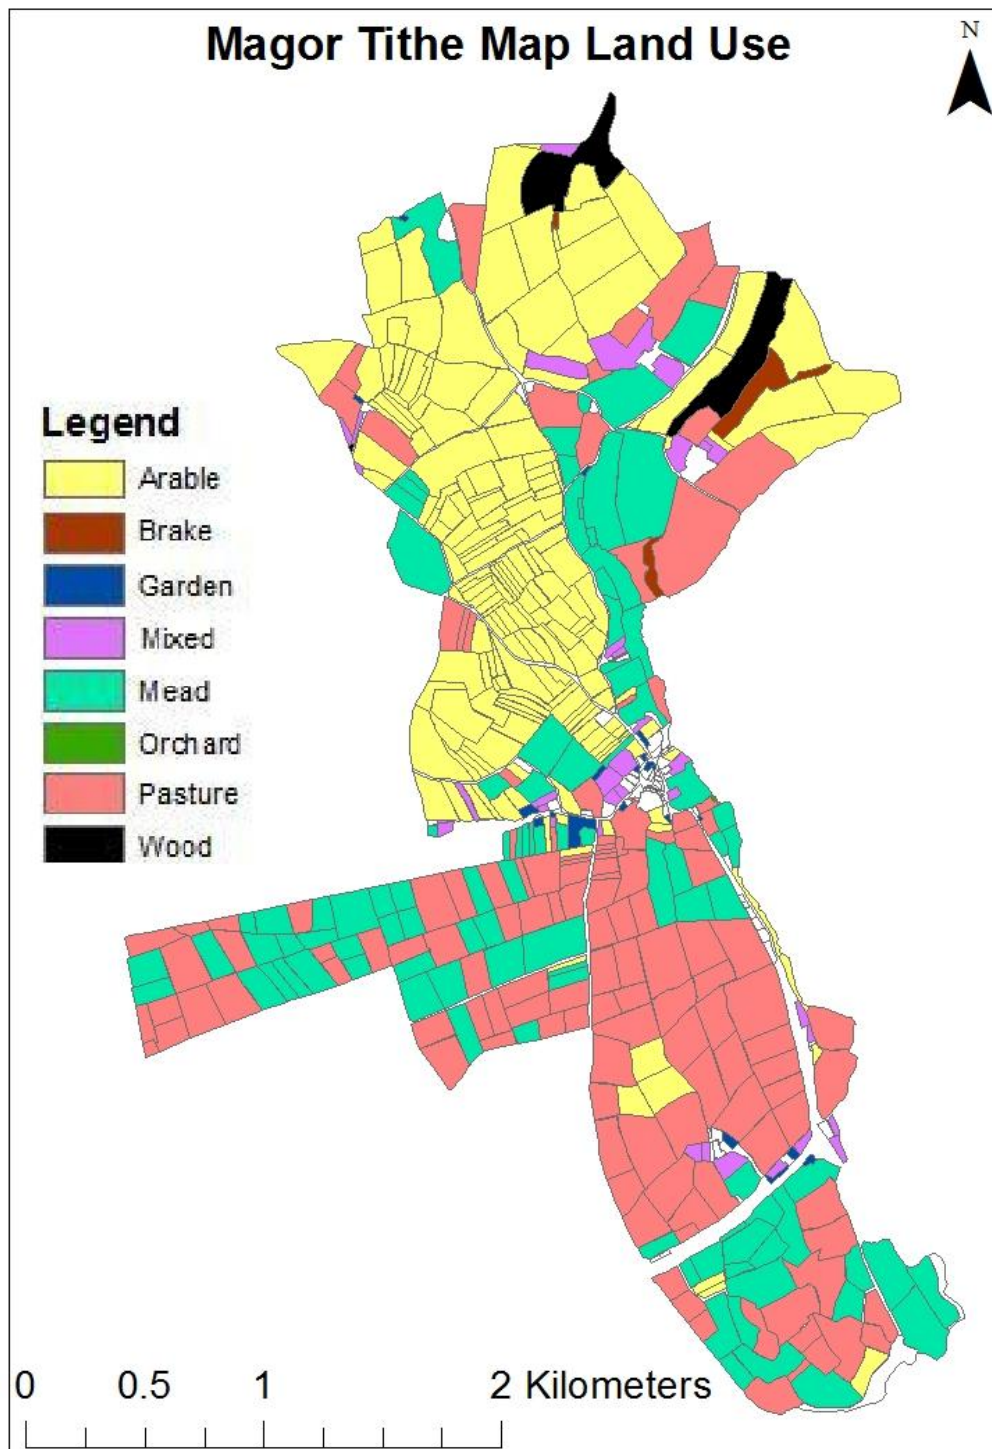 Magor Tithe Map Land Use
N
Legend
Arable
Brake
Garden
Mixed
Mead
Orchard
Pasture
Wood
0 0.5 1 2 Kilometers